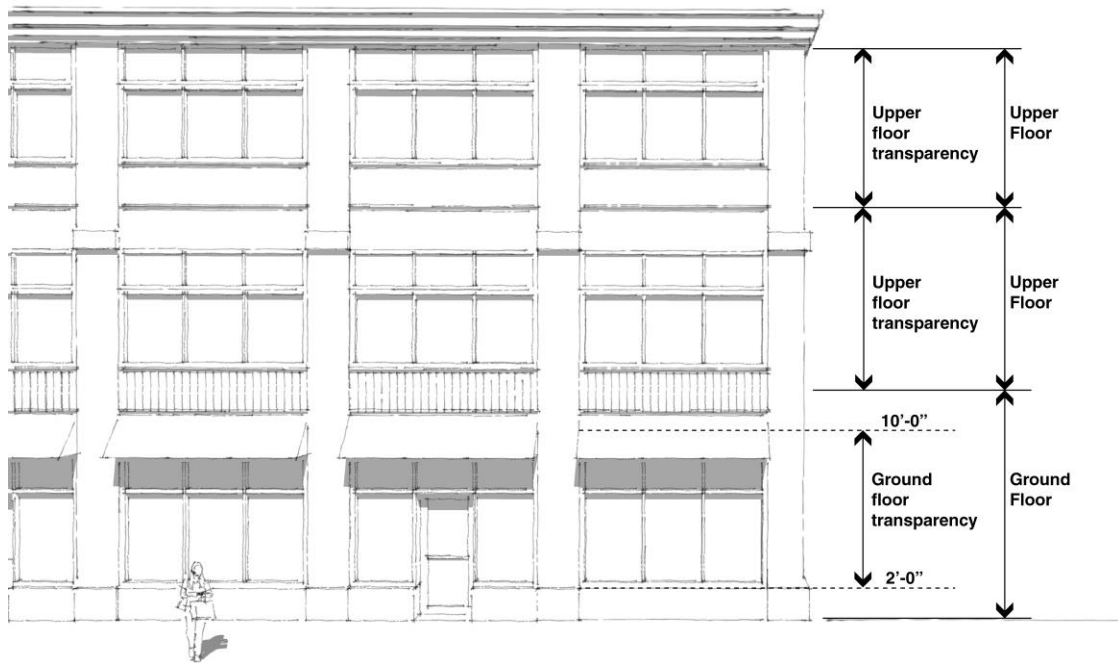 Upper
floor
transparency
Upper
Floor
Upper
floor
transparency
Upper
Floor
10’-0”
Ground
floor
transparency
Ground
Floor
2’-0”